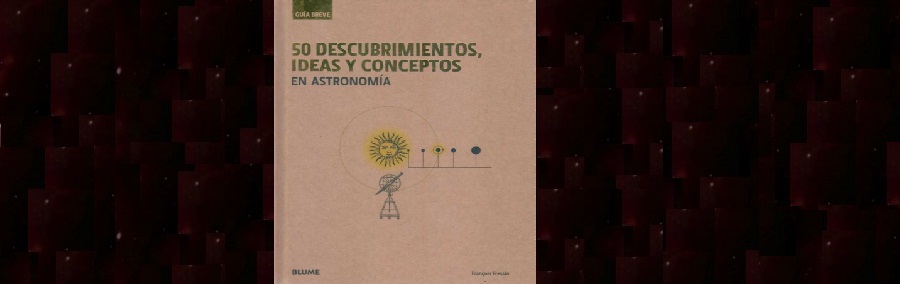 GUÍA BREVE
50 DESCUBRIMIENTOS,
IDEAS Y CONCEPTOS
EN ASTRONOMÍA
BLUME